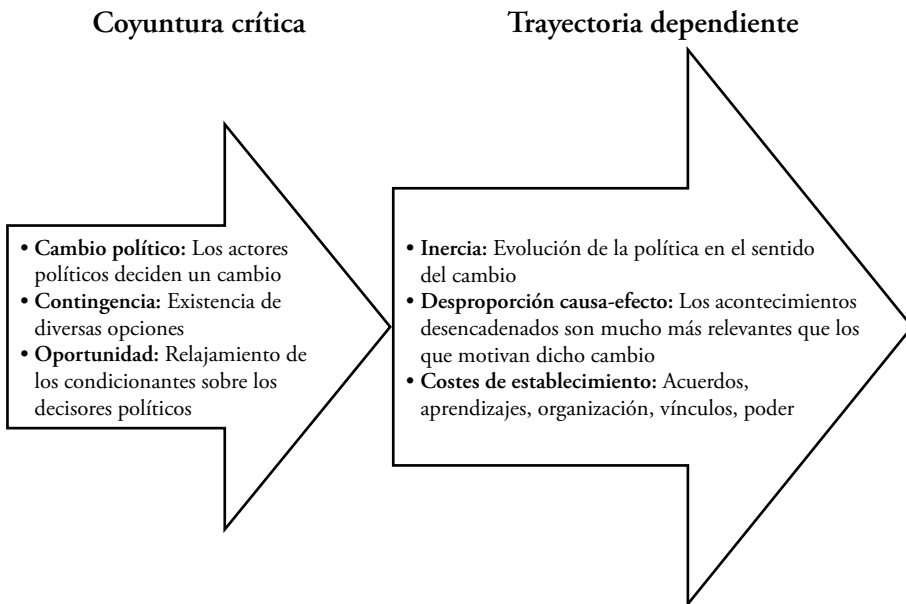 Coyuntura crítica
Trayectoria dependiente
• Cambio político: Los actores
políticos deciden un cambio
• Contingencia: Existencia de
diversas opciones
• Oportunidad: Relajamiento de
los condicionantes sobre los
decisores políticos
• Inercia: Evolución de la política en el sentido
del cambio
• Desproporción causa-efecto: Los acontecimientos
desencadenados son mucho más relevantes que los
que motivan dicho cambio
• Costes de establecimiento: Acuerdos,
aprendizajes, organización, vínculos, poder